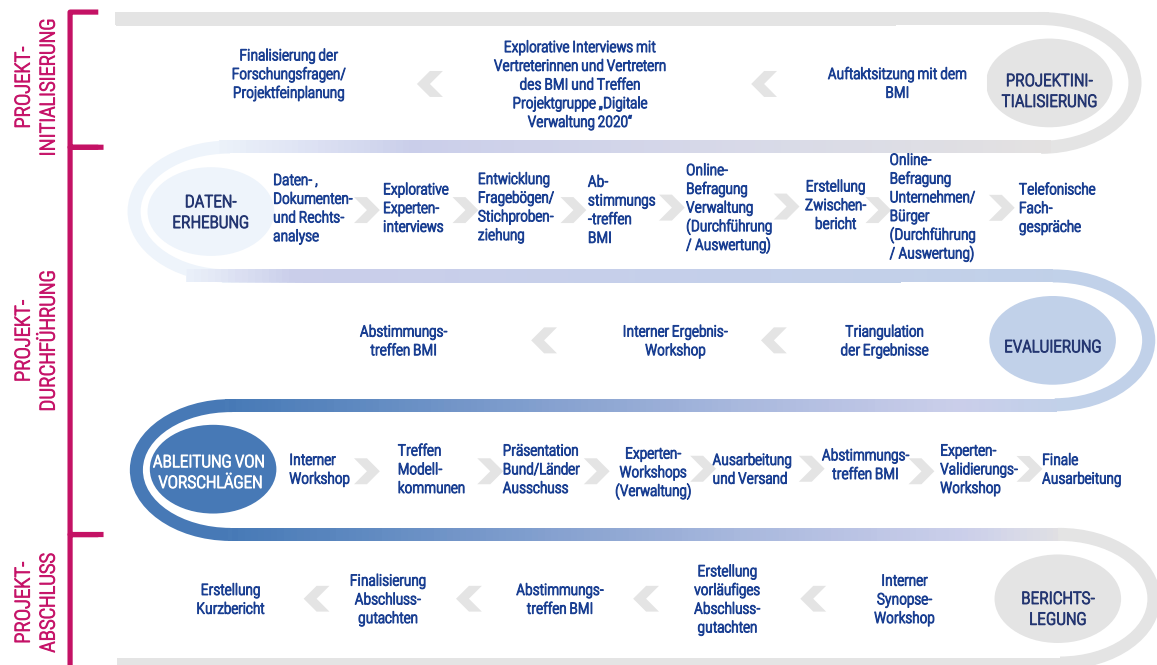 PROJEKT-
INITIALISIERUNG
PROJEKTINI-
TIALISIERUNG
Auftaktsitzung mit dem
BMI
Explorative Interviews mit
Vertreterinnen und Vertretern
des BMI und Treffen
Projektgruppe „Digitale
Verwaltung 2020“
Finalisierung der
Forschungsfragen/
Projektfeinplanung
PROJEKT-
DURCHFÜHRUNG
DATEN-
ERHEBUNG
Daten- ,
Dokumenten-
und Rechts-
analyse
Explorative
Experten-
interviews
Entwicklung
Fragebögen/
Stichproben-
ziehung
Ab-
stimmungs
-treffen
BMI
Online-
Befragung
Verwaltung
(Durchführung
/ Auswertung)
Erstellung
Zwischen-
bericht
Online-
Befragung
Unternehmen/
Bürger
(Durchführung
/ Auswertung)
Telefonische
Fach-
gespräche
EVALUIERUNG
Triangulation
der Ergebnisse
Interner Ergebnis-
Workshop
Abstimmungs-
treffen BMI
ABLEITUNG VON
VORSCHLÄGEN
Interner
Workshop
Treffen
Modell-
kommunen
Präsentation
Bund/Länder
Ausschuss
Experten-
Workshops
(Verwaltung)
Ausarbeitung
und Versand
Abstimmungs-
treffen BMI
Experten-
Validierungs-
Workshop
Finale
Ausarbeitung
PROJEKT-
ABSCHLUSS
BERICHTS-
LEGUNG
Interner
Synopse-
Workshop
Erstellung
vorläufiges
Abschluss-
gutachten
Abstimmungs-
treffen BMI
Finalisierung
Abschluss-
gutachten
Erstellung
Kurzbericht